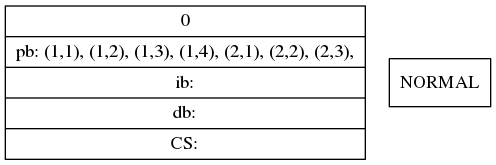 0
pb: (1,1), (1,2), (1,3), (1,4), (2,1), (2,2), (2,3),
ib:
db:
CS:
NORMAL